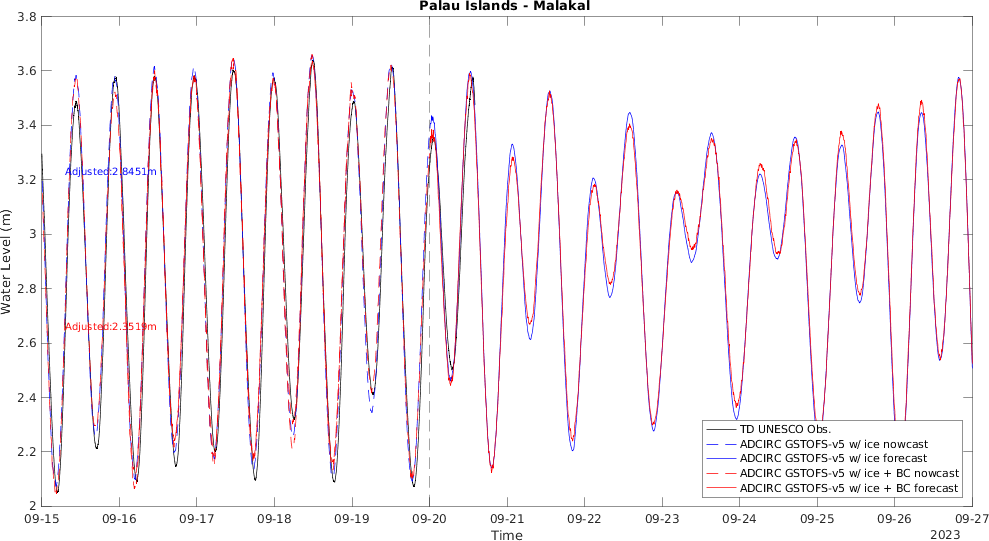 Palau Islands - Malakal
3.8
3.6
3.4
3.2
3
2.8
2.6
2.4
2.2
2
Water Level (m)
Adjusted:2.8451m
Adjusted:2.3519m
TD UNESCO Obs.
ADCIRC GSTOFS-v5 w/ ice nowcast
ADCIRC GSTOFS-v5 w/ ice forecast
ADCIRC GSTOFS-v5 w/ ice + BC nowcast
ADCIRC GSTOFS-v5 w/ ice + BC forecast
09-15 09-16 09-17 09-18 09-19 09-20 09-21 09-22 09-23 09-24 09-25 09-26 09-27
Time
2023